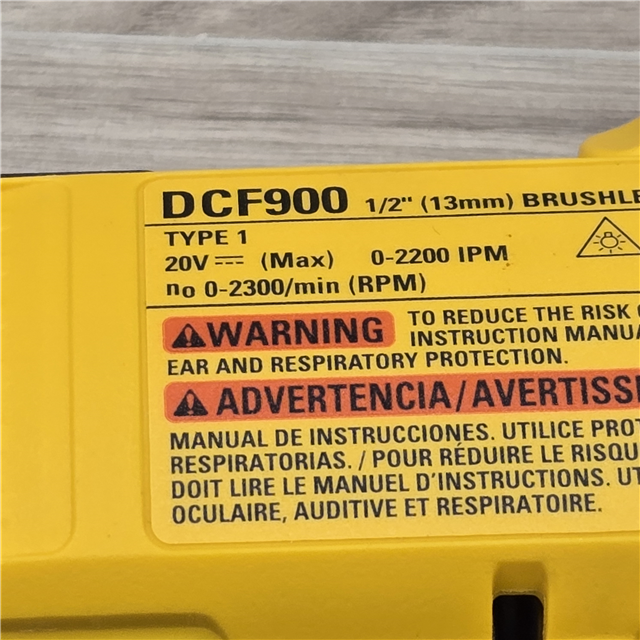 DCF900 1/2" (13mm) BRUSHLE
TYPE 1
20V ⎓ (Max) 0-2200 IPM
no 0-2300/min (RPM)
WARNING TO REDUCE THE RISK
INSTRUCTION MANUA
EAR AND RESPIRATORY PROTECTION.
ADVERTENCIA/AVERTISSE
MANUAL DE INSTRUCCIONES. UTILICE PROT
RESPIRATORIAS. / POUR RÉDUIRE LE RISQU
DOIT LIRE LE MANUEL D'INSTRUCTIONS. UT
OCULAIRE, AUDITIVE ET RESPIRATOIRE.